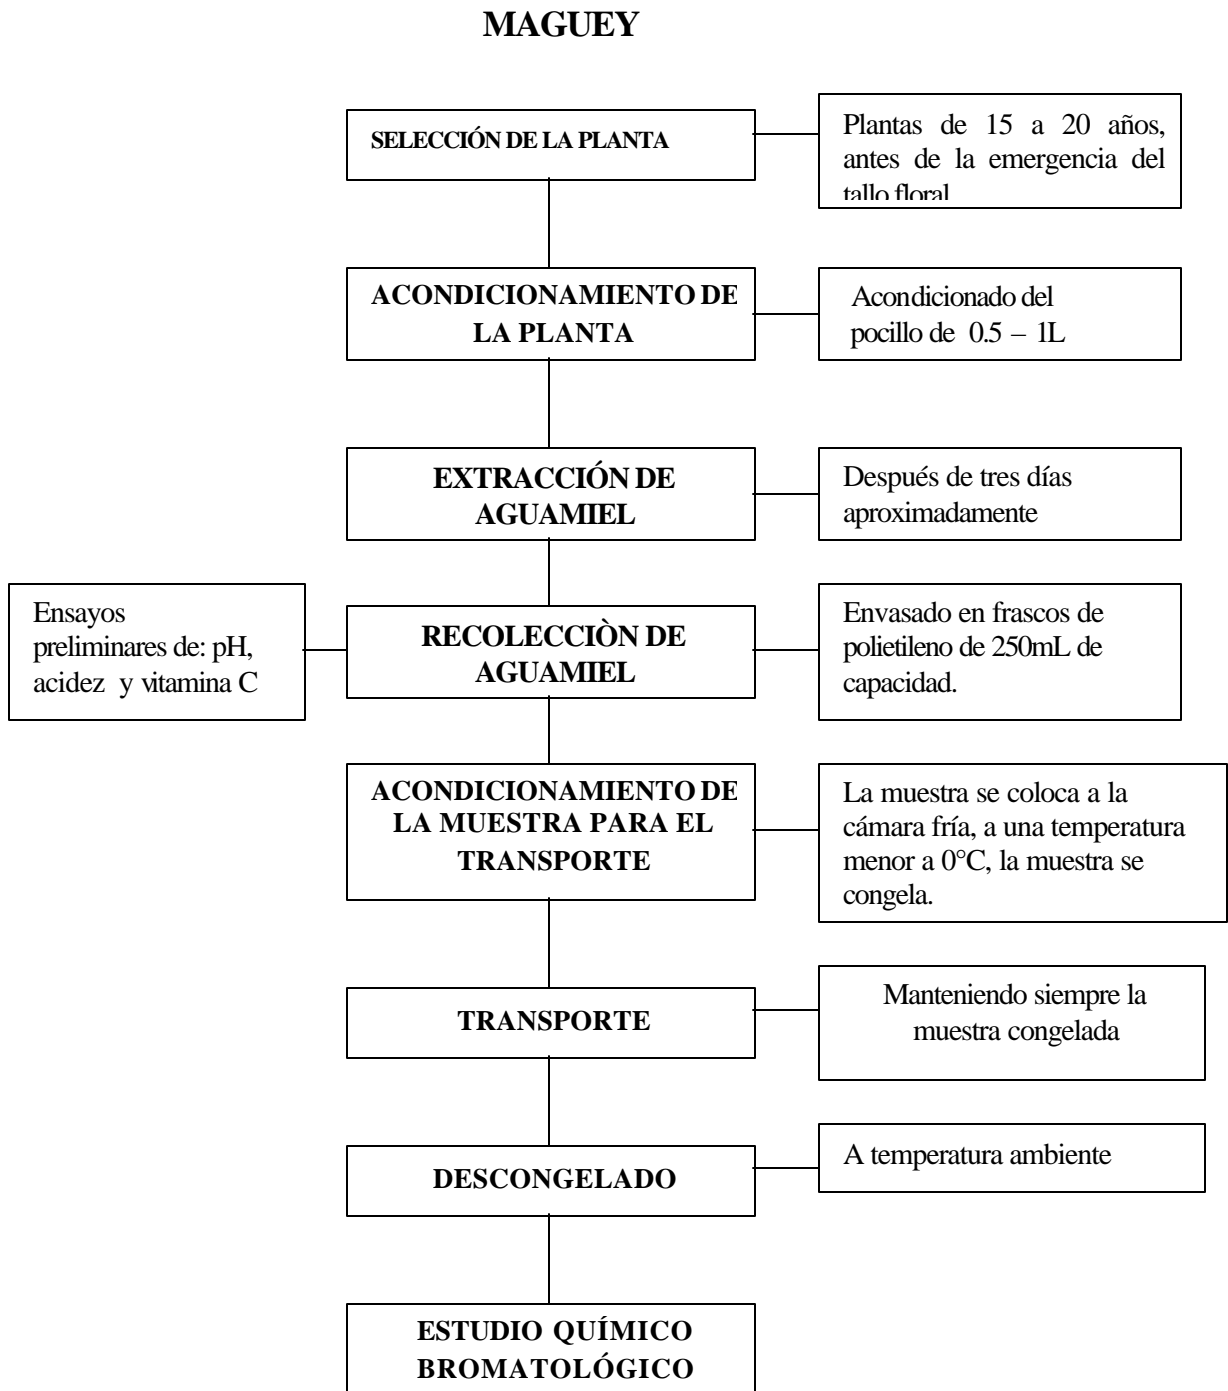 MAGUEY
SELECCIÓN DE LA PLANTA
Plantas de 15 a 20 años,
antes de la emergencia del
tallo floral
ACONDICIONAMIENTO DE
LA PLANTA
Acondicionado del
pocillo de 0.5 – 1L
EXTRACCIÓN DE
AGUAMIEL
Después de tres días
aproximadamente
Ensayos
preliminares de: pH,
acidez y vitamina C
RECOLECCIÒN DE
AGUAMIEL
Envasado en frascos de
polietileno de 250mL de
capacidad.
ACONDICIONAMIENTO DE
LA MUESTRA PARA EL
TRANSPORTE
La muestra se coloca a la
cámara fría, a una temperatura
menor a 0°C, la muestra se
congela.
TRANSPORTE
Manteniendo siempre la
muestra congelada
DESCONGELADO
A temperatura ambiente
ESTUDIO QUÍMICO
BROMATOLÓGICO